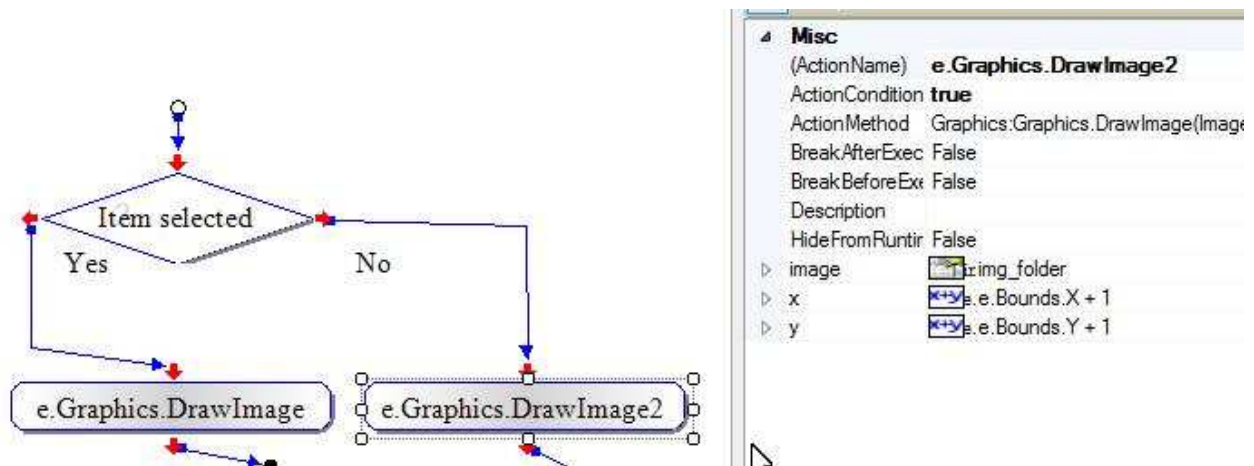 Item selected
Yes
No
e.Graphics.DrawImage
e.Graphics.DrawImage2
Misc
(ActionName) e.Graphics.DrawImage2
ActionCondition true
ActionMethod Graphics:Graphics.DrawImage(Image
BreakAfterExec False
BreakBeforeExe False
Description
HideFromRuntir False
image img_folder
x e.Bounds.X + 1
y e.Bounds.Y + 1